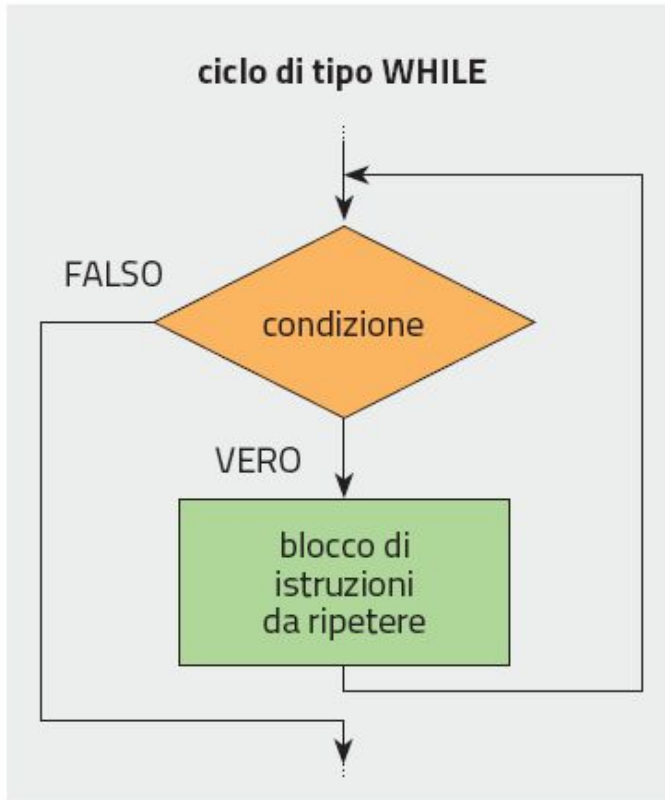 ciclo di tipo WHILE
FALSO
condizione
VERO
blocco di
istruzioni
da ripetere